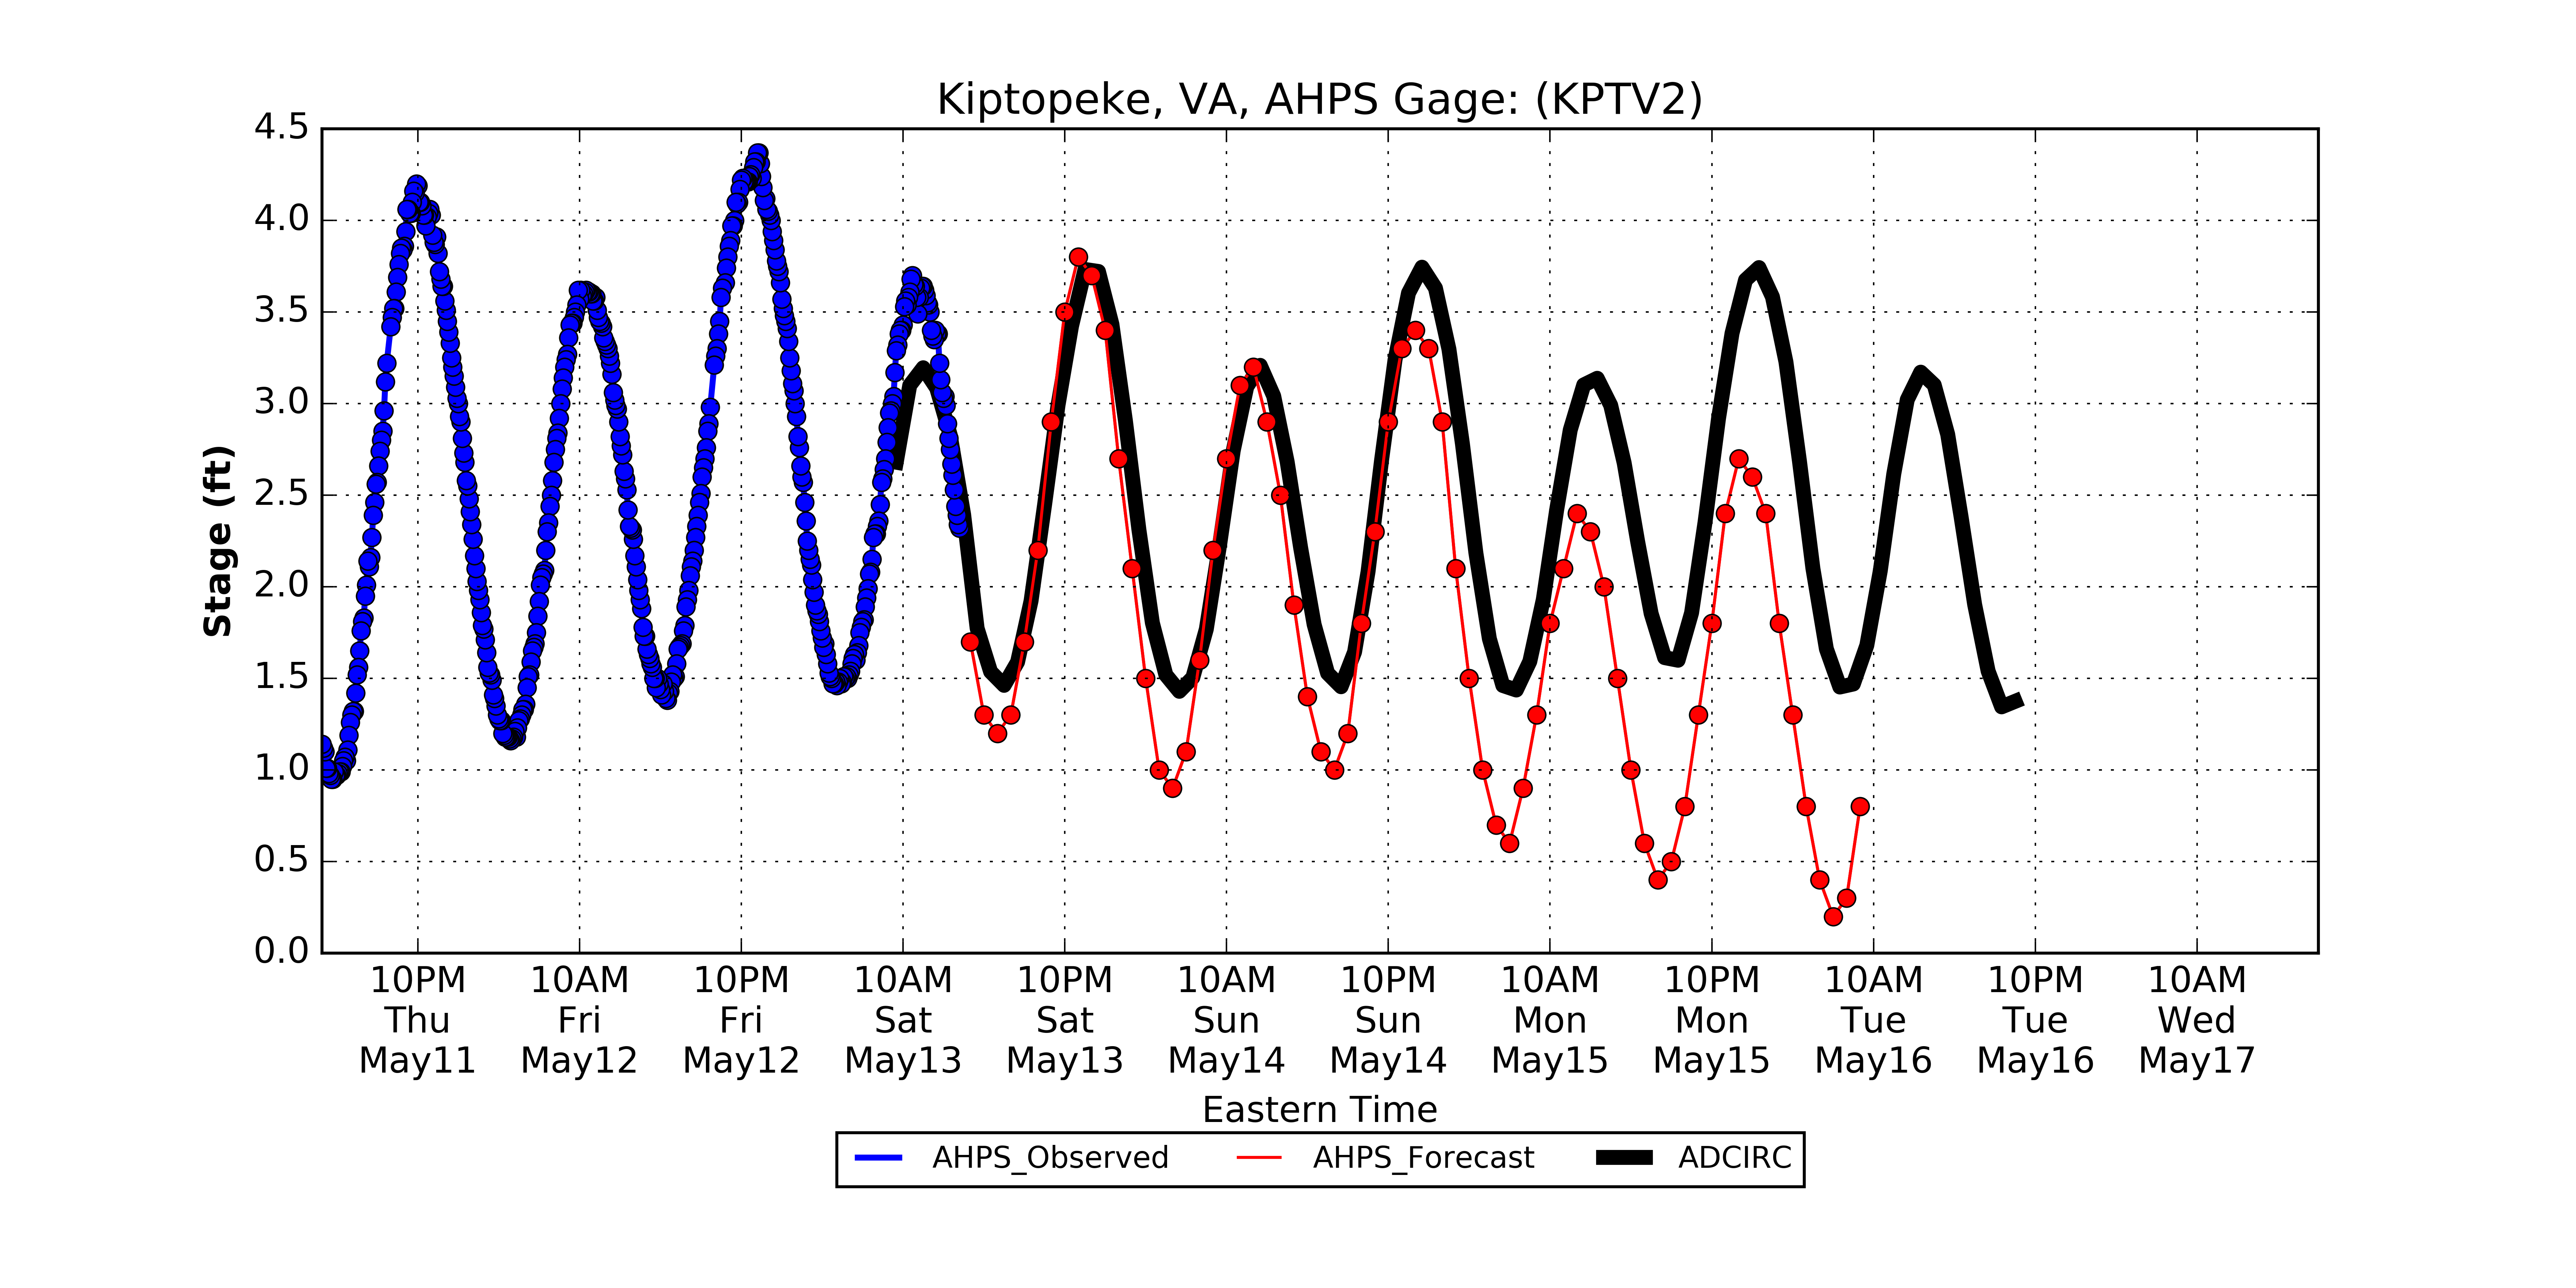 Kiptopeke, VA, AHPS Gage: (KPTV2)
4.5
4.0
3.5
3.0
2.5
2.0
1.5
1.0
0.5
0.0
Stage (ft)
10PM 10AM 10PM 10AM 10PM 10AM 10PM 10AM 10PM 10AM 10PM 10AM
Thu Fri Fri Sat Sat Sun Sun Mon Mon Tue Tue Wed
May11 May12 May12 May13 May13 May14 May14 May15 May15 May16 May16 May17
Eastern Time
AHPS_Observed AHPS_Forecast ADCIRC